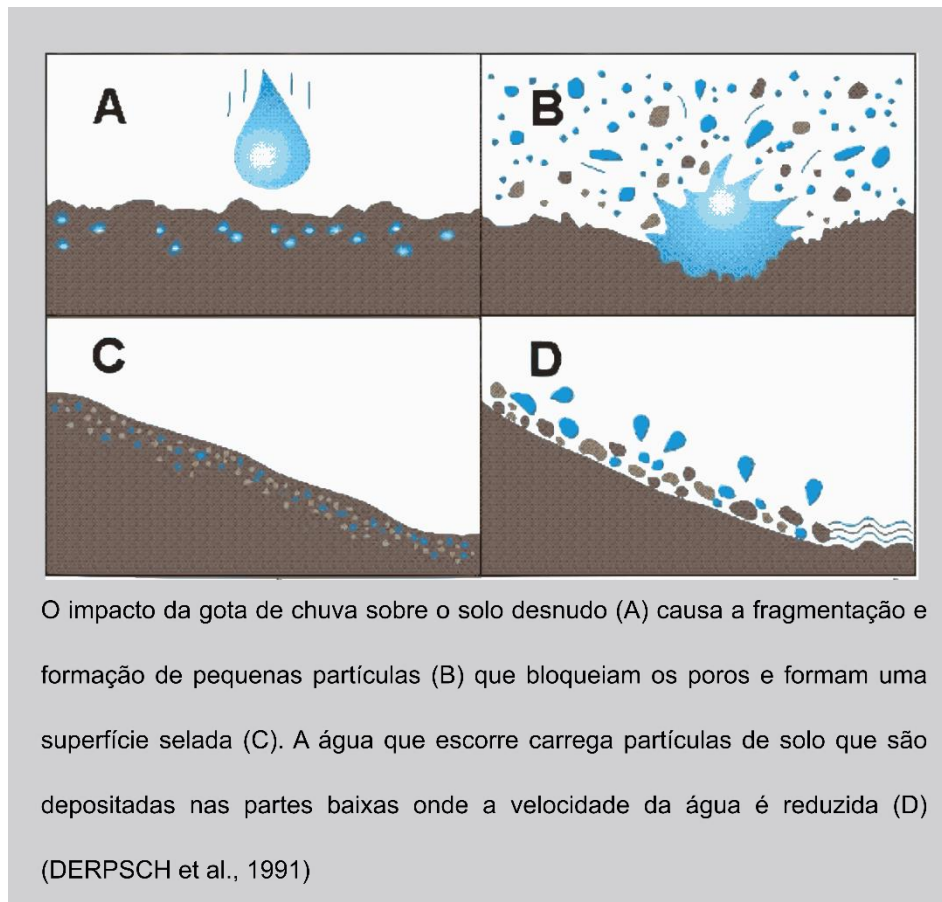 A
B
C
D
O impacto da gota de chuva sobre o solo desnudo (A) causa a fragmentação e
formação de pequenas partículas (B) que bloqueiam os poros e formam uma
superfície selada (C). A água que escorre carrega partículas de solo que são
depositadas nas partes baixas onde a velocidade da água é reduzida (D)
(DERPSCH et al., 1991)